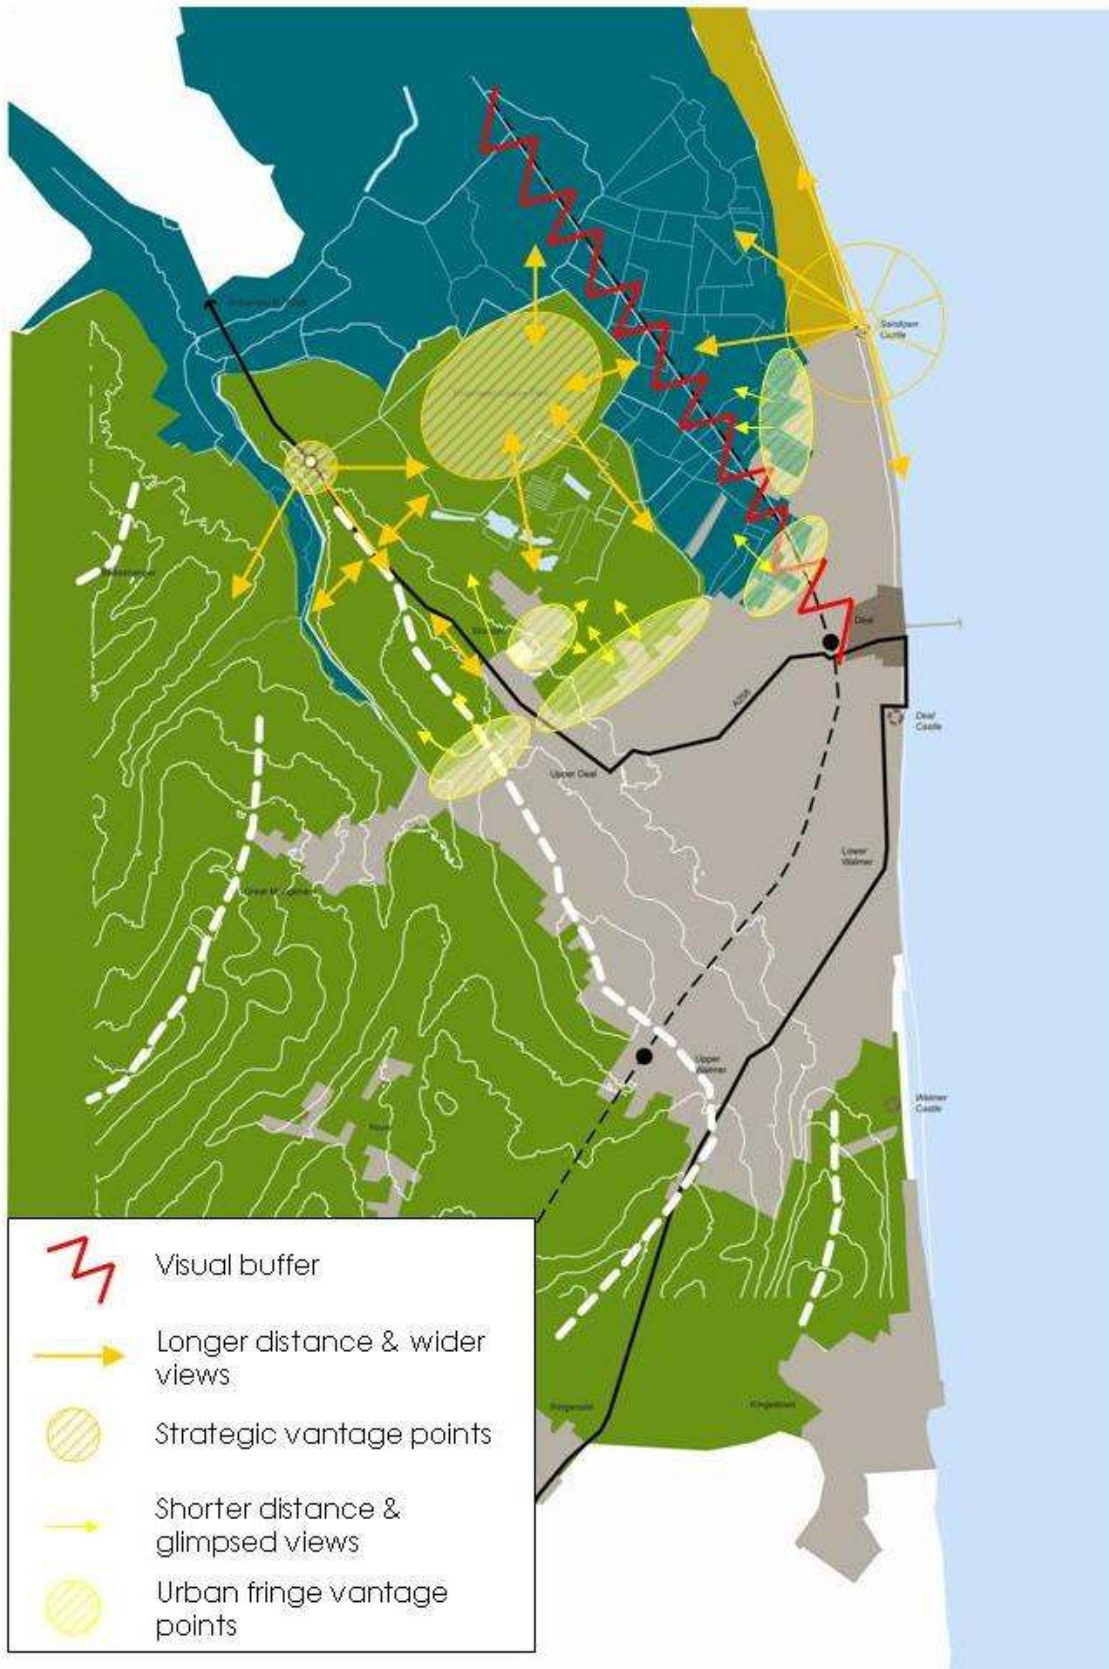 Sandown
Castle
Deal
A258
Deal
Castle
Upper Deal
Lower
Walmer
Upper
Walmer
Walmer
Castle
Ringwould
Kingsdown
Visual buffer
Longer distance & wider
views
Strategic vantage points
Shorter distance &
glimpsed views
Urban fringe vantage
points